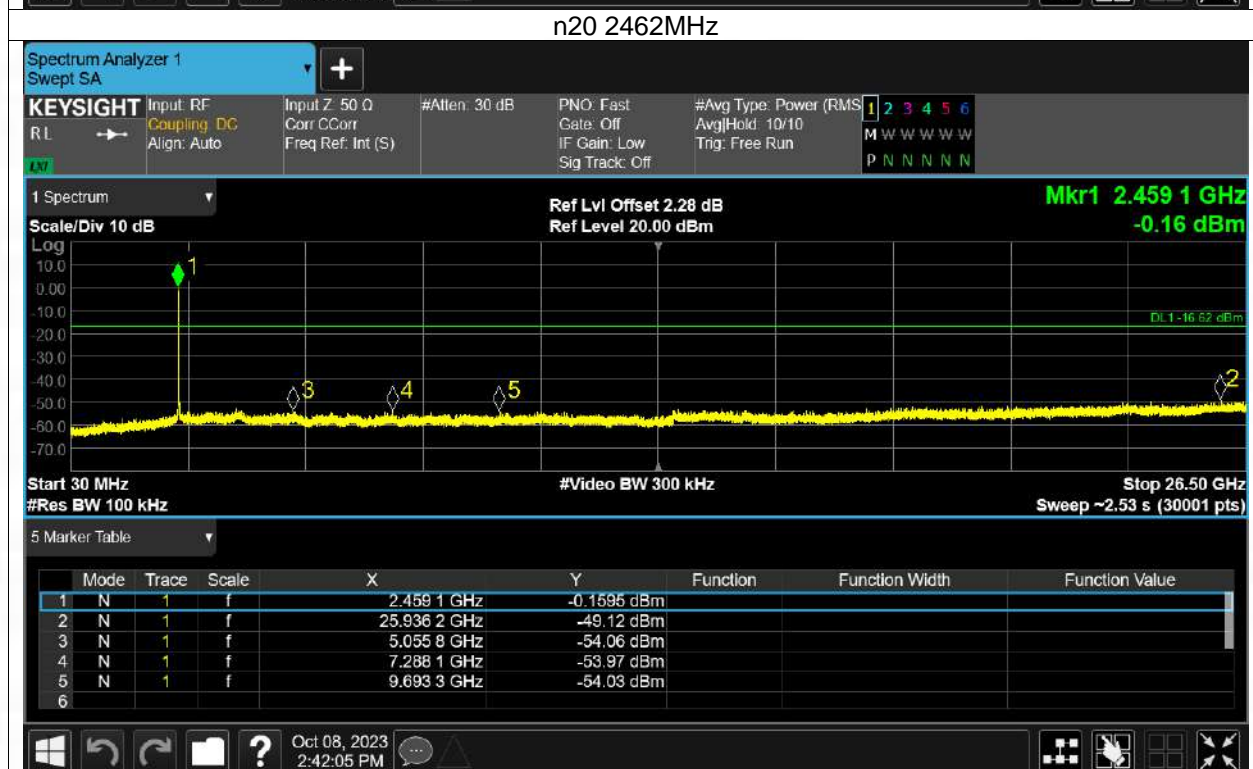 n20 2462MHz
Spectrum Analyzer 1
Swept SA
+
KEYSIGHT Input: RF Input Z: 50 Ω #Atten: 30 dB PNO: Fast #Avg Type: Power (RMS 1 2 3 4 5 6
RL Coupling: DC Corr CCorr Gate: Off Avg|Hold: 10/10 M W W W W W
Align: Auto Freq Ref: Int (S) IF Gain: Low Trig: Free Run
LXI Sig Track: Off P N N N N N
1 Spectrum Ref Lvl Offset 2.28 dB Mkr1 2.459 1 GHz
Scale/Div 10 dB Ref Level 20.00 dBm -0.16 dBm
Log
10.0 1
0.00
-10.0
DL1 -16.62 dBm
-20.0
-30.0
-40.0 3 4 5 2
-50.0
-60.0
-70.0
Start 30 MHz #Video BW 300 kHz Stop 26.50 GHz
#Res BW 100 kHz Sweep ~2.53 s (30001 pts)
5 Marker Table
Mode Trace Scale X Y Function Function Width Function Value
1 N 1 f 2.459 1 GHz -0.1595 dBm
2 N 1 f 25.936 2 GHz -49.12 dBm
3 N 1 f 5.055 8 GHz -54.06 dBm
4 N 1 f 7.288 1 GHz -53.97 dBm
5 N 1 f 9.693 3 GHz -54.03 dBm
6
? Oct 08, 2023
2:42:05 PM